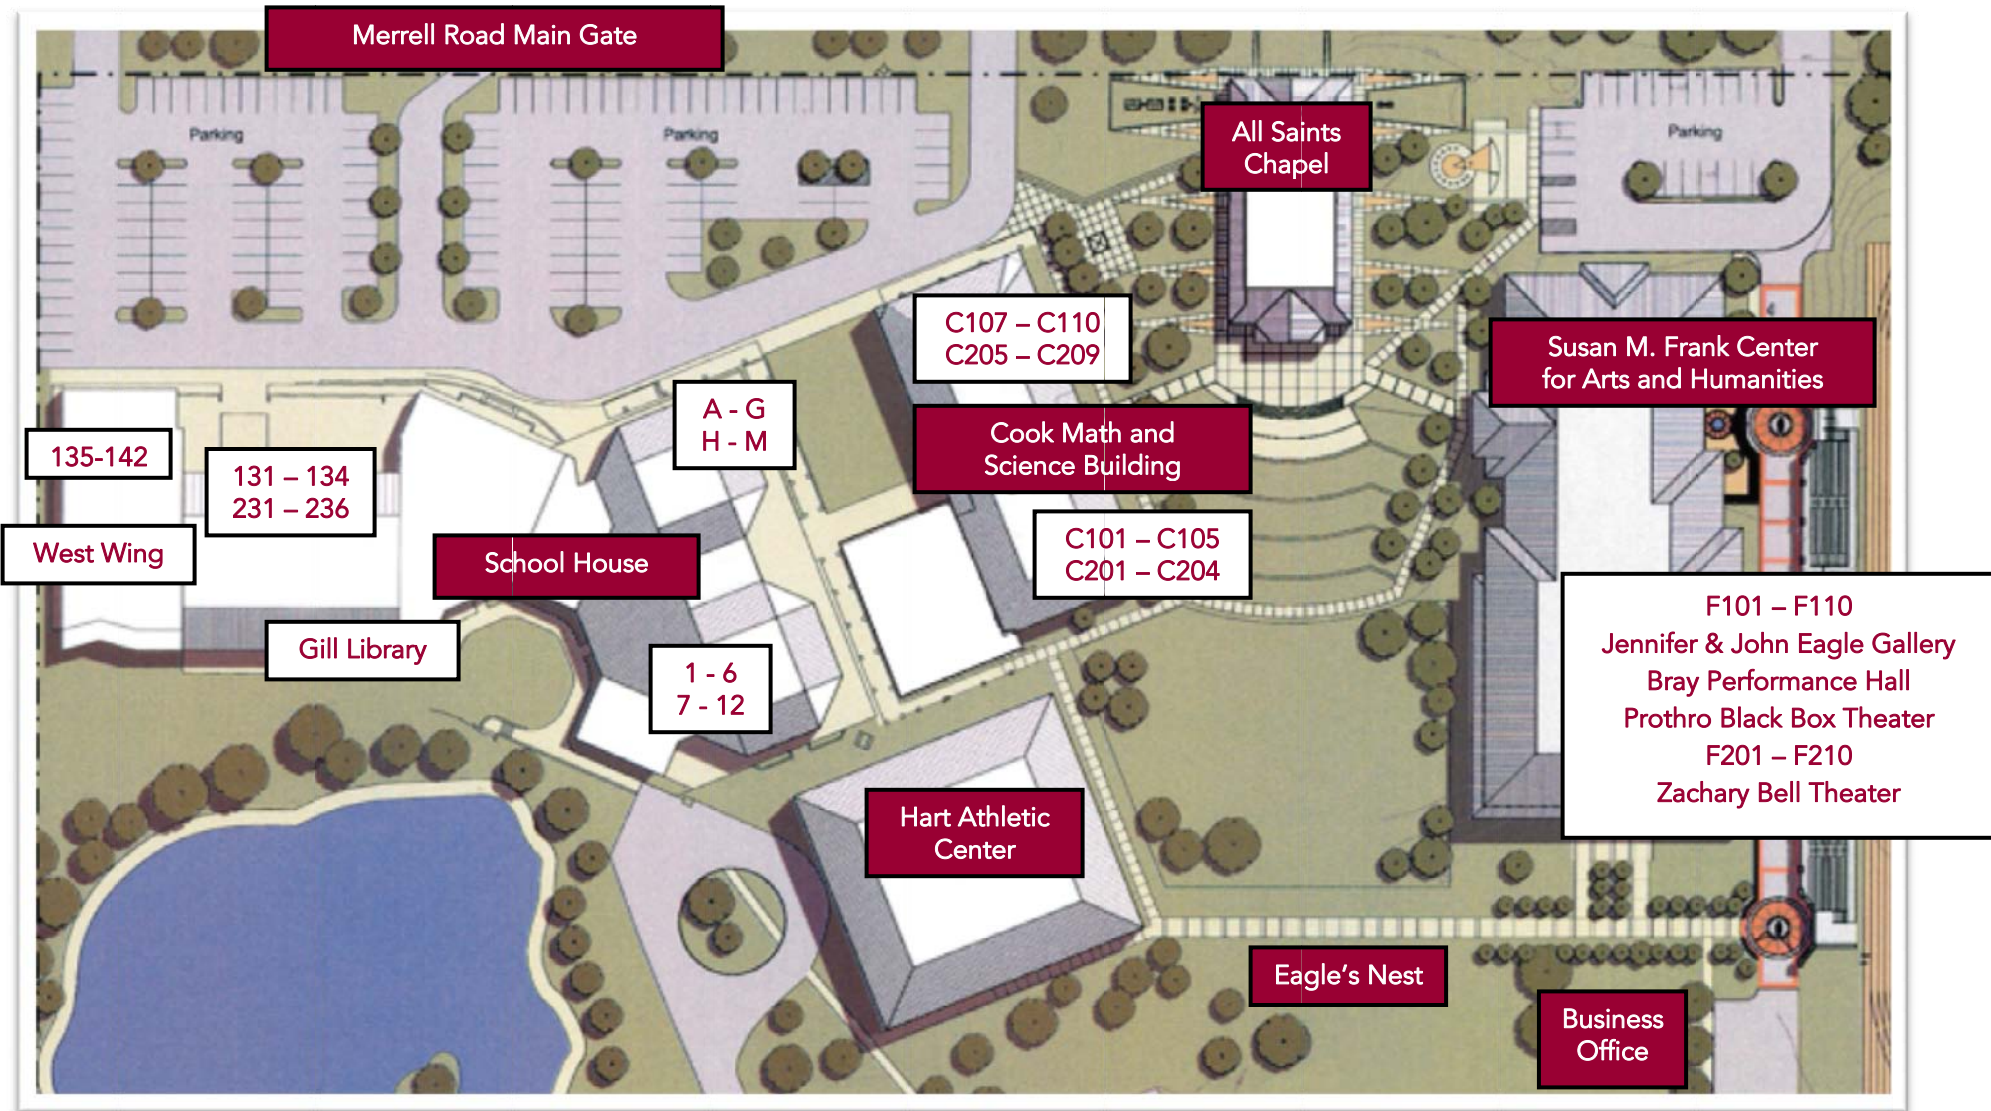 Merrell Road Main Gate
Parking
Parking
Parking
All Saints
Chapel
C107 – C110
C205 – C209
Susan M. Frank Center
for Arts and Humanities
A - G
H - M
Cook Math and
Science Building
135-142
131 – 134
231 – 236
West Wing
School House
C101 – C105
C201 – C204
Gill Library
1 - 6
7 - 12
F101 – F110
Jennifer & John Eagle Gallery
Bray Performance Hall
Prothro Black Box Theater
F201 – F210
Zachary Bell Theater
Hart Athletic
Center
Eagle's Nest
Business
Office